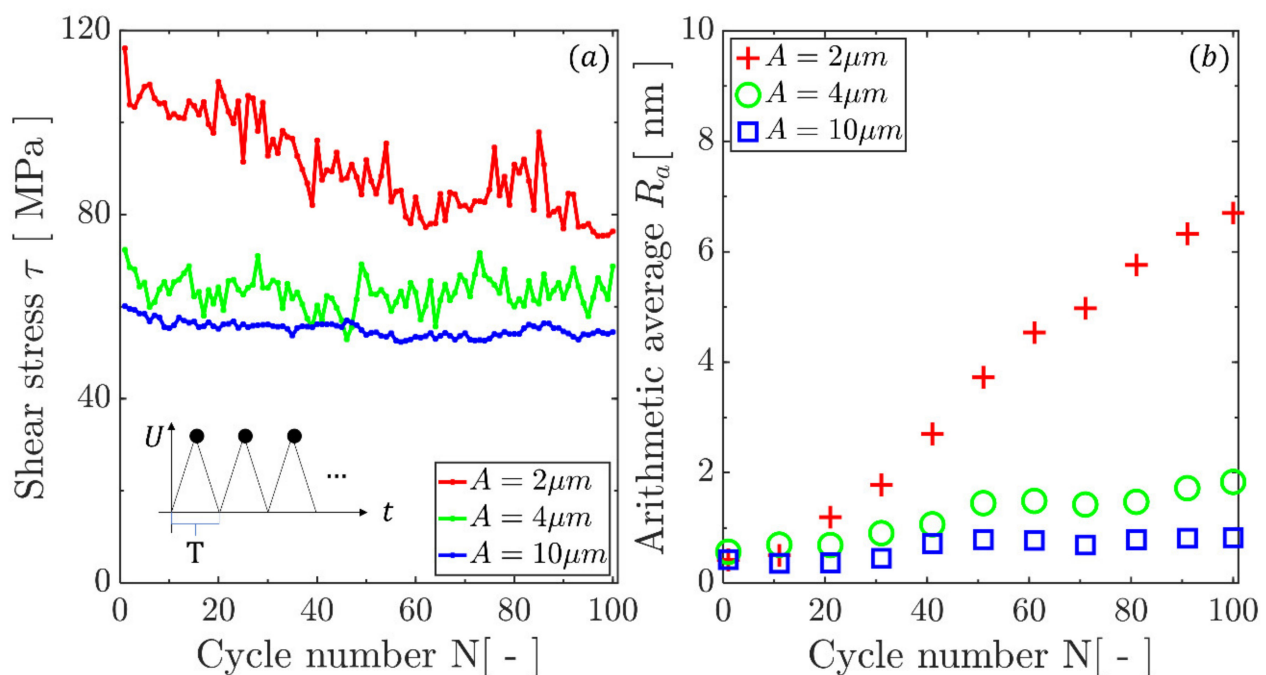 (a)
Shear stress τ [ MPa]
120
80
40
0
U
t
T
...
A = 2μm
A = 4μm
A = 10μm
0 20 40 60 80 100
Cycle number N[ - ]
(b)
Arithmetic average R_a[ nm]
10
8
6
4
2
0
A = 2μm
A = 4μm
A = 10μm
0 20 40 60 80 100
Cycle number N[ - ]